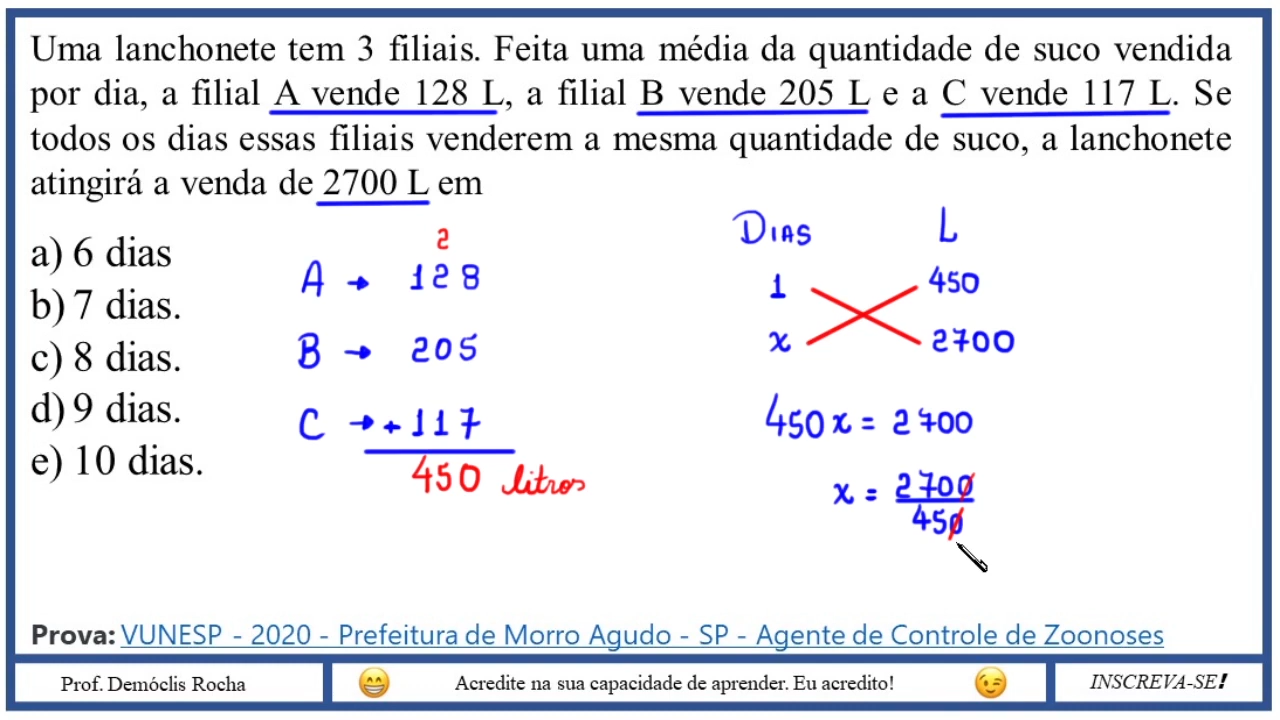 Uma lanchonete tem 3 filiais. Feita uma média da quantidade de suco vendida
por dia, a filial A vende 128 L, a filial B vende 205 L e a C vende 117 L. Se
todos os dias essas filiais venderem a mesma quantidade de suco, a lanchonete
atingirá a venda de 2700 L em
a) 6 dias
b) 7 dias.
c) 8 dias.
d) 9 dias.
e) 10 dias.
2
A → 128
B → 205
C → + 117
450 litros
DIAS L
1 450
x 2700
450x = 2700
x = 2700
450
Prova: VUNESP - 2020 - Prefeitura de Morro Agudo - SP - Agente de Controle de Zoonoses
Prof. Demóclis Rocha
Acredite na sua capacidade de aprender. Eu acredito!
INSCREVA-SE!